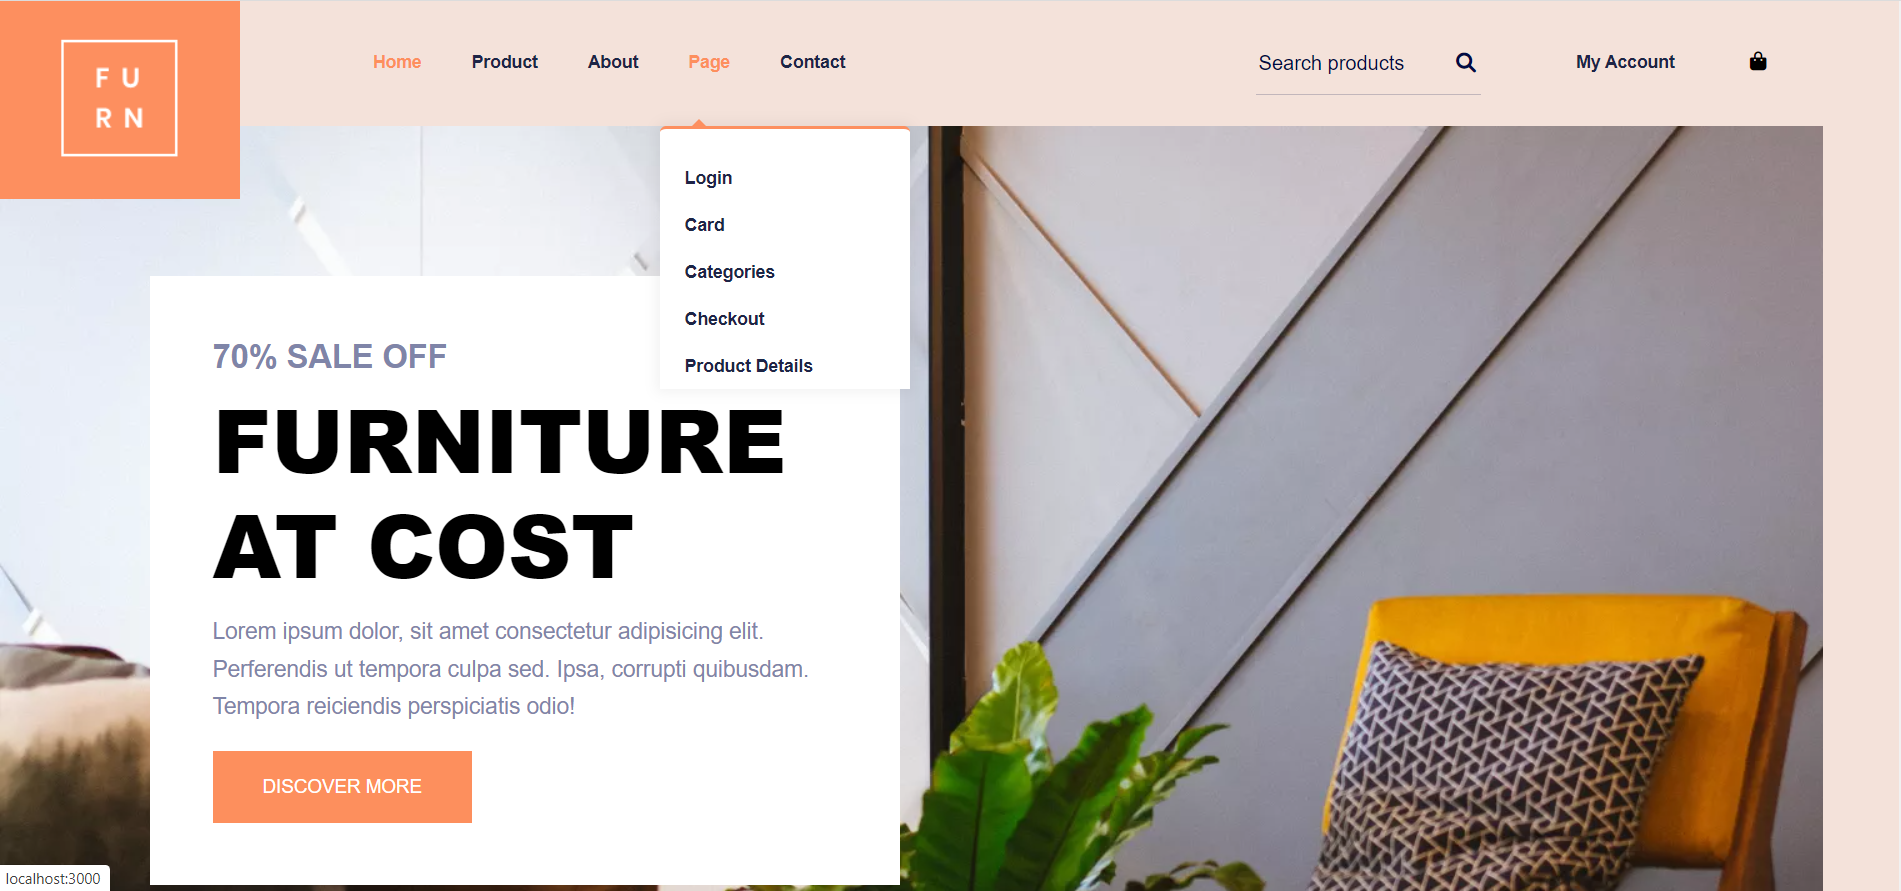 F U
R N
Home Product About Page Contact
Search products
My Account
Login
Card
Categories
Checkout
Product Details
70% SALE OFF
FURNITURE
AT COST
Lorem ipsum dolor, sit amet consectetur adipisicing elit.
Perferendis ut tempora culpa sed. Ipsa, corrupti quibusdam.
Tempora reiciendis perspiciatis odio!
DISCOVER MORE
localhost:3000